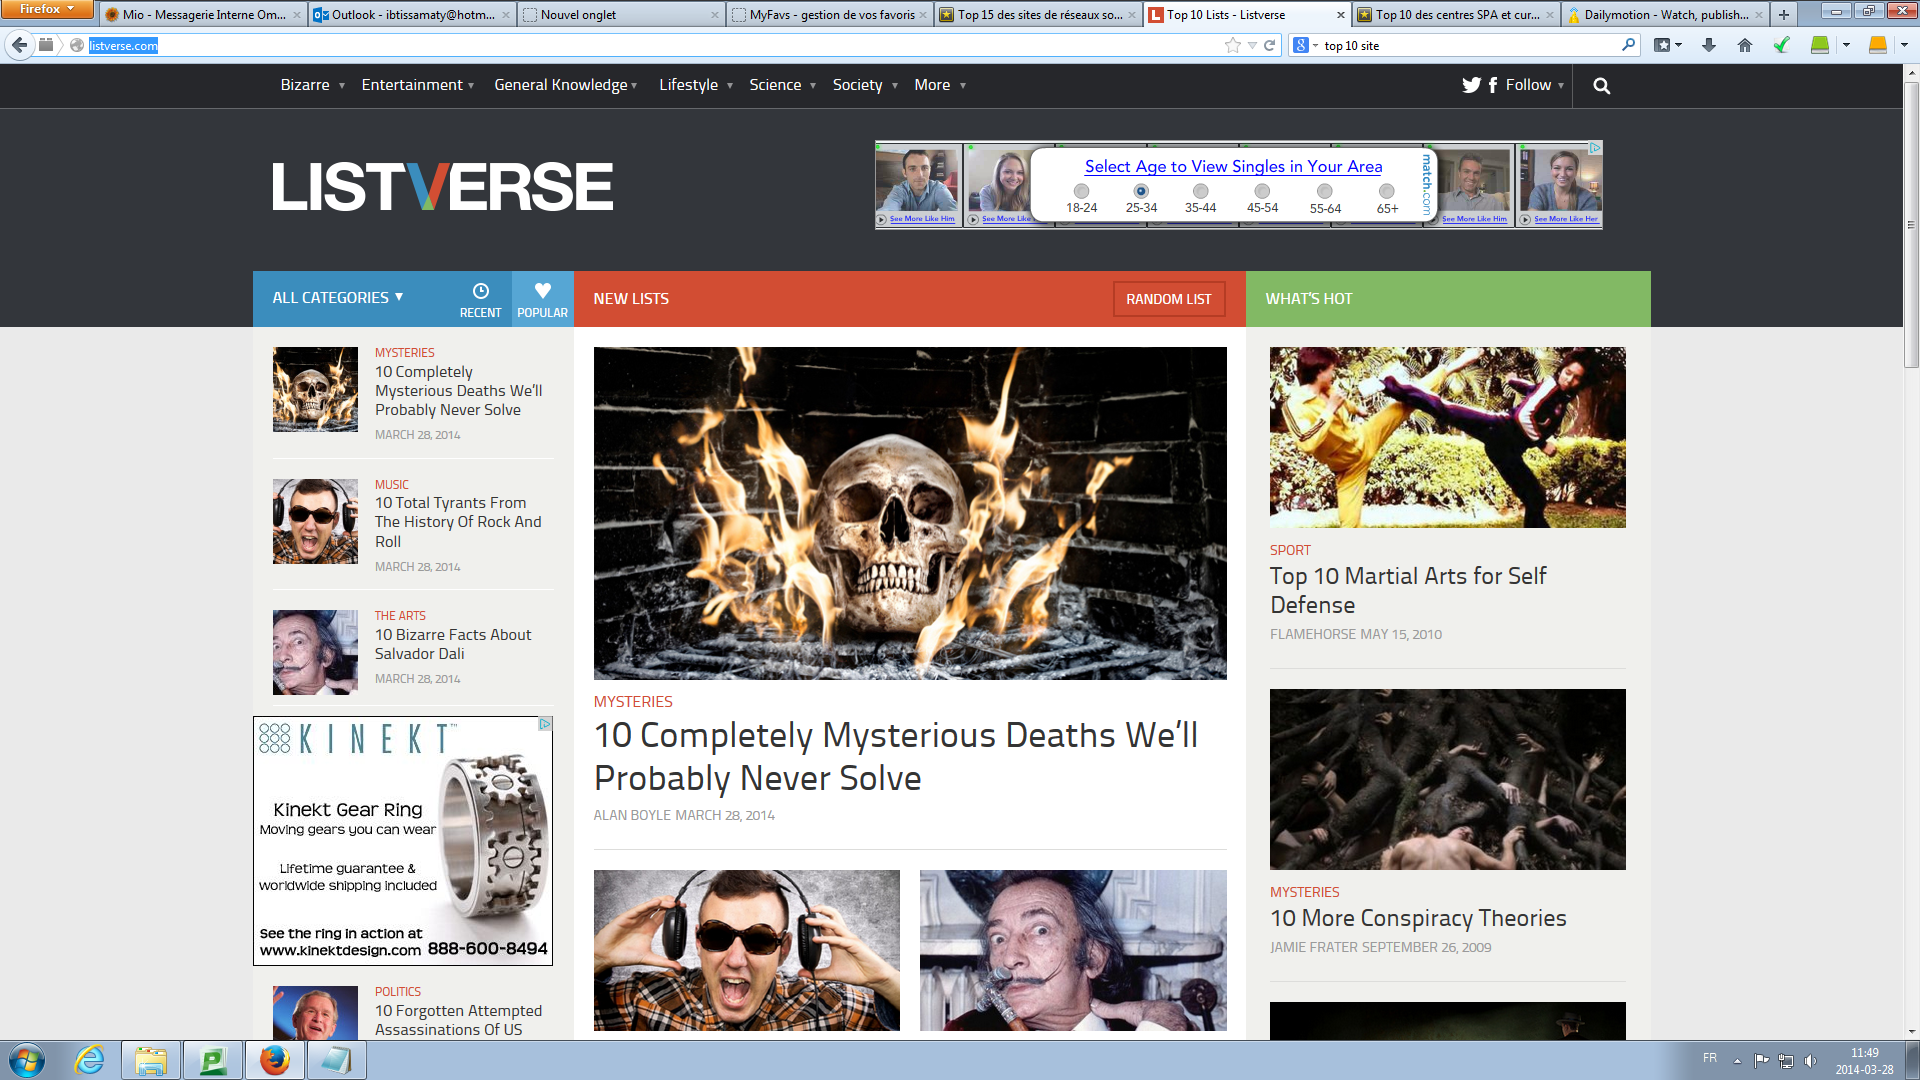 Firefox
Mio - Messagerie Interne Om...
Outlook - ibtissamaty@hotm...
Nouvel onglet
MyFavs - gestion de vos favoris
Top 15 des sites de réseaux so...
Top 10 Lists - Listverse
Top 10 des centres SPA et cur...
Dailymotion - Watch, publish...
listverse.com
top 10 site
Bizarre
Entertainment
General Knowledge
Lifestyle
Science
Society
More
Follow
LISTVERSE
Select Age to View Singles in Your Area
18-24
25-34
35-44
45-54
55-64
65+
match.com
See More Like Him
See More Like
See More Like Him
See More Like Her
ALL CATEGORIES
RECENT
POPULAR
NEW LISTS
RANDOM LIST
WHAT'S HOT
MYSTERIES
10 Completely
Mysterious Deaths We'll
Probably Never Solve
MARCH 28, 2014
MUSIC
10 Total Tyrants From
The History Of Rock And
Roll
MARCH 28, 2014
THE ARTS
10 Bizarre Facts About
Salvador Dali
MARCH 28, 2014
KINEKT™
Kinekt Gear Ring
Moving gears you can wear
Lifetime guarantee &
worldwide shipping included
See the ring in action at
www.kinektdesign.com 888-600-8494
POLITICS
10 Forgotten Attempted
Assassinations Of US
MYSTERIES
10 Completely Mysterious Deaths We'll
Probably Never Solve
ALAN BOYLE MARCH 28, 2014
SPORT
Top 10 Martial Arts for Self
Defense
FLAMEHORSE MAY 15, 2010
MYSTERIES
10 More Conspiracy Theories
JAMIE FRATER SEPTEMBER 26, 2009
FR
11:49
2014-03-28